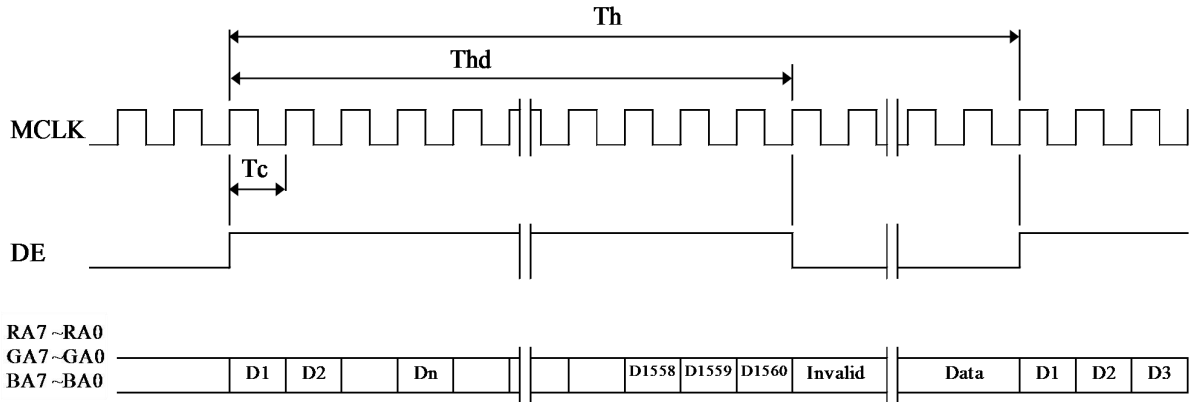 Th
Thd
MCLK
Tc
DE
RA7 ~RA0
GA7~GA0
BA7 ~BA0
D1 D2 Dn D1558 D1559 D1560 Invalid Data D1 D2 D3